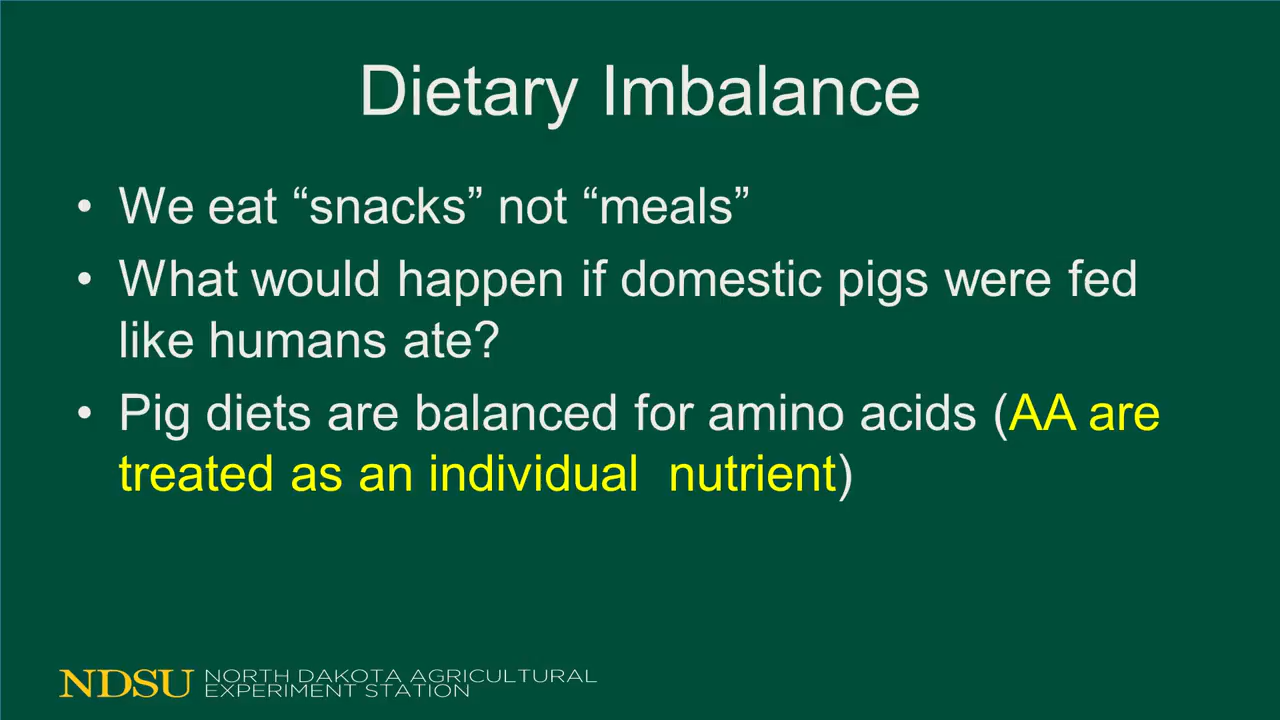 Dietary Imbalance
• We eat “snacks” not “meals”
• What would happen if domestic pigs were fed
like humans ate?
• Pig diets are balanced for amino acids (AA are
treated as an individual  nutrient)
NDSU NORTH DAKOTA AGRICULTURAL
EXPERIMENT STATION